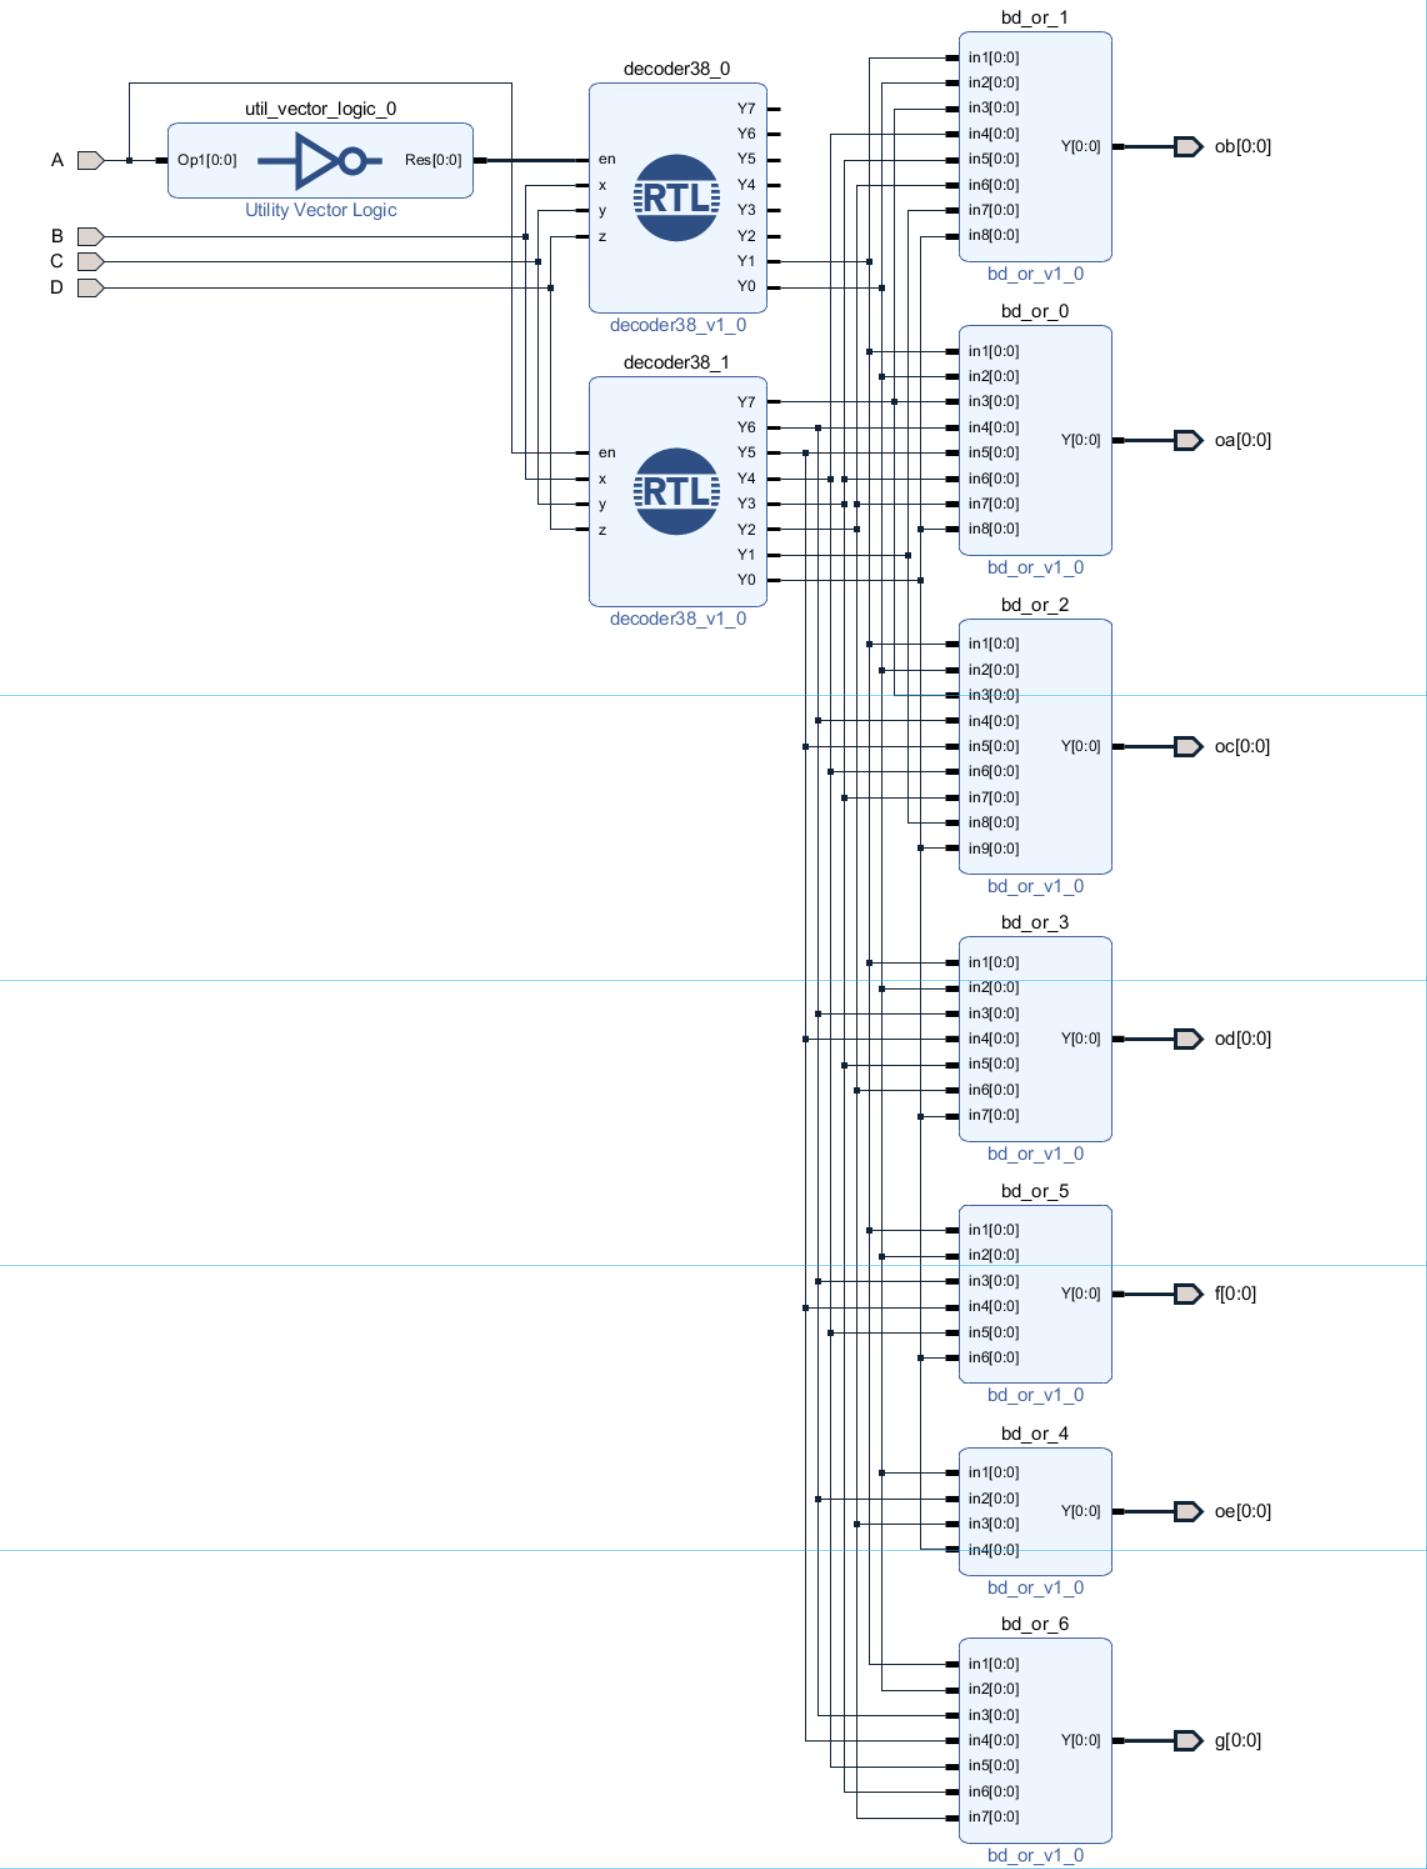 A
B
C
D
util_vector_logic_0
Op1[0:0]
Res[0:0]
Utility Vector Logic
decoder38_0
en
x
y
z
RTL
Y7
Y6
Y5
Y4
Y3
Y2
Y1
Y0
decoder38_v1_0
decoder38_1
en
x
y
z
RTL
Y7
Y6
Y5
Y4
Y3
Y2
Y1
Y0
decoder38_v1_0
bd_or_1
in1[0:0]
in2[0:0]
in3[0:0]
in4[0:0]
in5[0:0]
in6[0:0]
in7[0:0]
in8[0:0]
Y[0:0]
bd_or_v1_0
ob[0:0]
bd_or_0
in1[0:0]
in2[0:0]
in3[0:0]
in4[0:0]
in5[0:0]
in6[0:0]
in7[0:0]
in8[0:0]
Y[0:0]
bd_or_v1_0
oa[0:0]
bd_or_2
in1[0:0]
in2[0:0]
in3[0:0]
in4[0:0]
in5[0:0]
in6[0:0]
in7[0:0]
in8[0:0]
in9[0:0]
Y[0:0]
bd_or_v1_0
oc[0:0]
bd_or_3
in1[0:0]
in2[0:0]
in3[0:0]
in4[0:0]
in5[0:0]
in6[0:0]
in7[0:0]
Y[0:0]
bd_or_v1_0
od[0:0]
bd_or_5
in1[0:0]
in2[0:0]
in3[0:0]
in4[0:0]
in5[0:0]
in6[0:0]
Y[0:0]
bd_or_v1_0
f[0:0]
bd_or_4
in1[0:0]
in2[0:0]
in3[0:0]
in4[0:0]
Y[0:0]
bd_or_v1_0
oe[0:0]
bd_or_6
in1[0:0]
in2[0:0]
in3[0:0]
in4[0:0]
in5[0:0]
in6[0:0]
in7[0:0]
Y[0:0]
bd_or_v1_0
g[0:0]